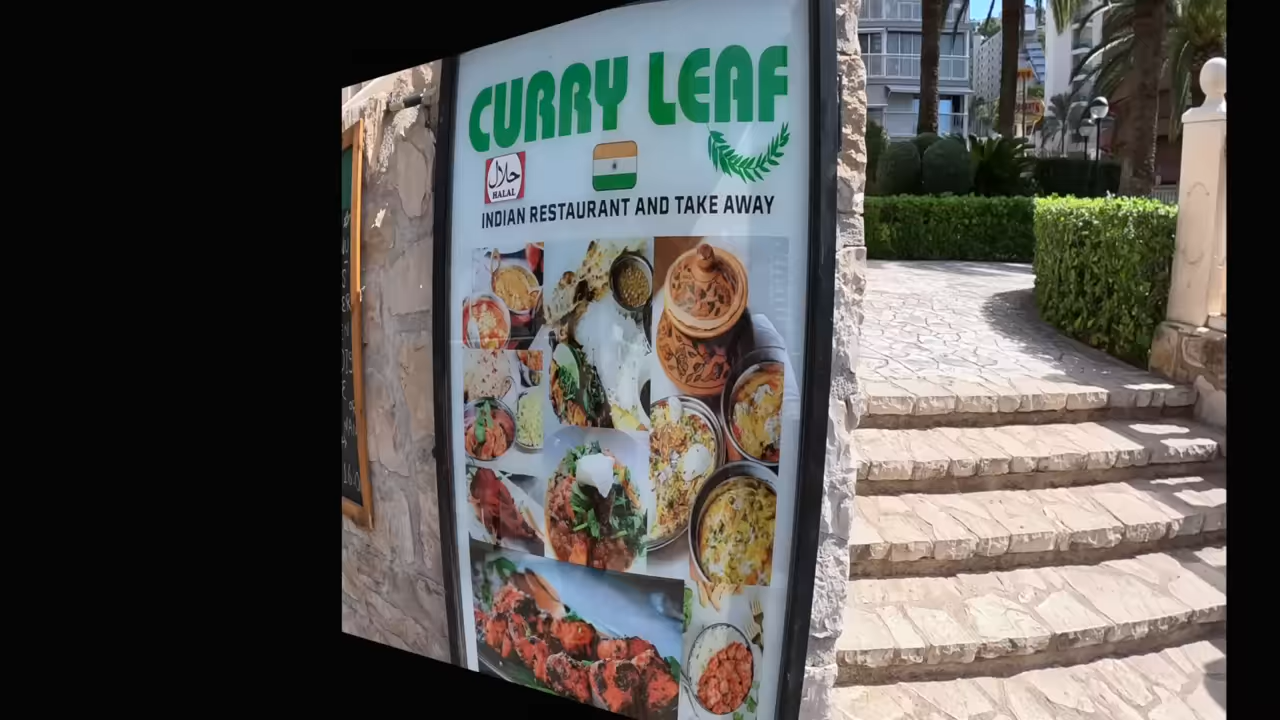 CURRY LEAF
حلال
HALAL
INDIAN RESTAURANT AND TAKE AWAY